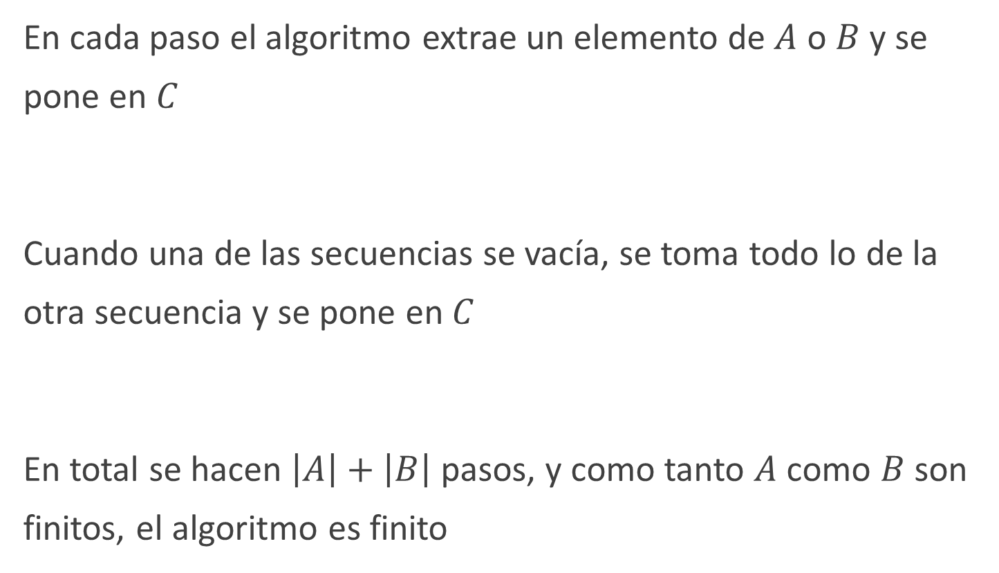 En cada paso el algoritmo extrae un elemento de A o B y se
pone en C
Cuando una de las secuencias se vacía, se toma todo lo de la
otra secuencia y se pone en C
En total se hacen |A| + |B| pasos, y como tanto A como B son
finitos, el algoritmo es finito